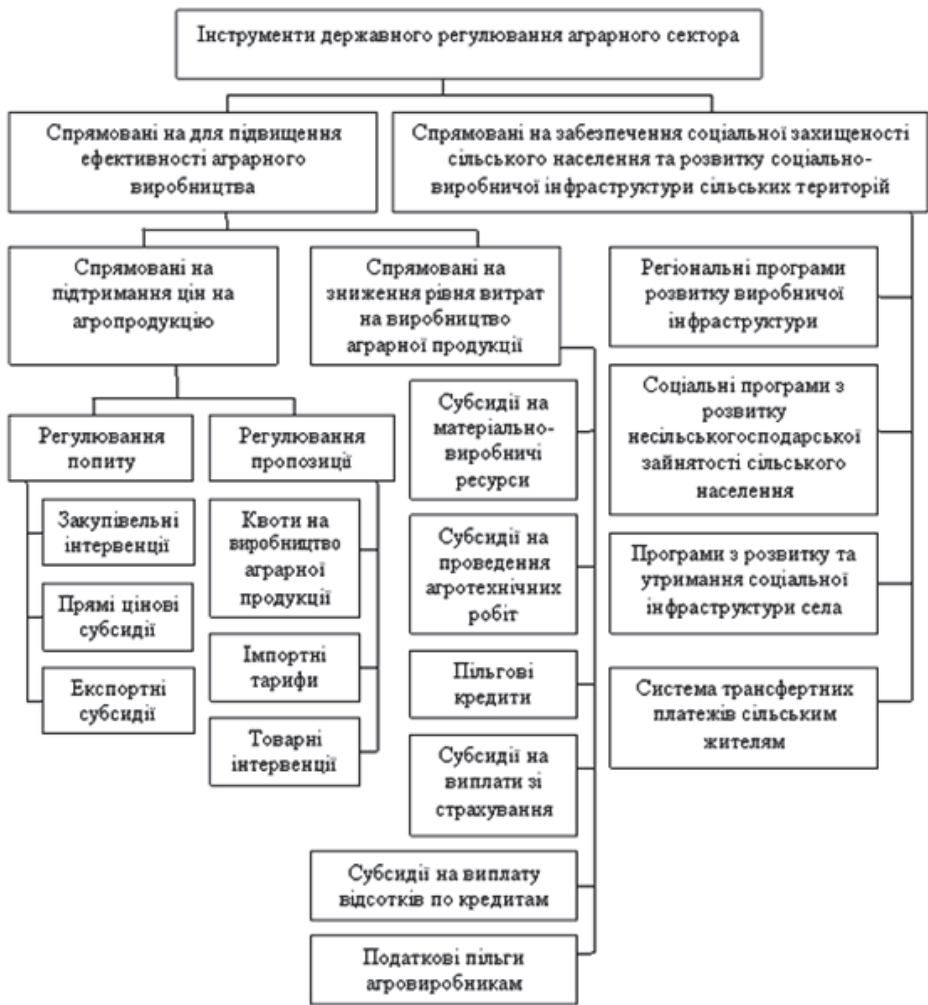 Інструменти державного регулювання аграрного сектора
Спрямовані на для підвищення
ефективності аграрного
виробництва
Спрямовані на забезпечення соціальної захищеності
сільського населення та розвитку соціально-
виробничої інфраструктури сільських територій
Спрямовані на
підтримання цін на
агропродукцію
Спрямовані на
зниження рівня витрат
на виробництво
аграрної продукції
Регулювання
попиту
Закупівельні
інтервенції
Прямі цінові
субсидії
Експортні
субсидії
Регулювання
пропозиції
Квоти на
виробництво
аграрної
продукції
Імпортні
тарифи
Товарні
інтервенції
Субсидії на
матеріально-
виробничі
ресурси
Субсидії на
проведення
агротехнічних
робіт
Пільгові
кредити
Субсидії на
виплати зі
страхування
Субсидії на виплату
відсотків по кредитам
Податкові пільги
агровиробникам
Регіональні програми
розвитку виробничої
інфраструктури
Соціальні програми з
розвитку
несільськогосподарської
зайнятості сільського
населення
Програми з розвитку та
утримання соціальної
інфраструктури села
Система трансфертних
платежів сільським
жителям